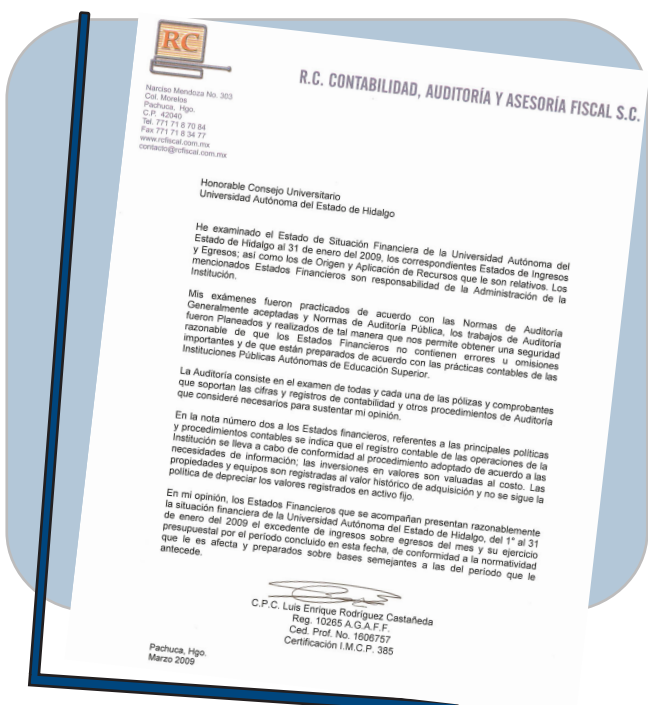 RC
R.C. CONTABILIDAD, AUDITORÍA Y ASESORÍA FISCAL S.C.
Narciso Mendoza No. 303
Col. Morelos
Pachuca, Hgo.
C.P. 42040
Tel. 771 71 8 70 84
Fax 771 71 8 34 77
www.rcfiscal.com.mx
contacto@rcfiscal.com.mx
Honorable Consejo Universitario
Universidad Autónoma del Estado de Hidalgo
He examinado el Estado de Situación Financiera de la Universidad Autónoma del
Estado de Hidalgo al 31 de enero del 2009, los correspondientes Estados de Ingresos
y Egresos; así como los de Origen y Aplicación de Recursos que le son relativos. Los
mencionados Estados Financieros son responsabilidad de la Administración de la
Institución.
Mis exámenes fueron practicados de acuerdo con las Normas de Auditoría
Generalmente aceptadas y Normas de Auditoría Pública, los trabajos de Auditoría
fueron Planeados y realizados de tal manera que nos permite obtener una seguridad
razonable de que los Estados Financieros no contienen errores u omisiones
importantes y de que están preparados de acuerdo con las prácticas contables de las
Instituciones Públicas Autónomas de Educación Superior.
La Auditoría consiste en el examen de todas y cada una de las pólizas y comprobantes
que soportan las cifras y registros de contabilidad y otros procedimientos de Auditoría
que consideré necesarios para sustentar mi opinión.
En la nota número dos a los Estados financieros, referentes a las principales políticas
y procedimientos contables se indica que el registro contable de las operaciones de la
Institución se lleva a cabo de conformidad al procedimiento adoptado de acuerdo a las
necesidades de información; las inversiones en valores son valuadas al costo. Las
propiedades y equipos son registradas al valor histórico de adquisición y no se sigue la
política de depreciar los valores registrados en activo fijo.
En mi opinión, los Estados Financieros que se acompañan presentan razonablemente
la situación financiera de la Universidad Autónoma del Estado de Hidalgo, del 1° al 31
de enero del 2009 el excedente de ingresos sobre egresos del mes y su ejercicio
presupuestal por el período concluido en esta fecha, de conformidad a la normatividad
que le es afecta y preparados sobre bases semejantes a las del período que le
antecede.
C.P.C. Luis Enrique Rodríguez Castañeda
Reg. 10265 A.G.A.F.F.
Ced. Prof. No. 1606757
Certificación I.M.C.P. 385
Pachuca, Hgo.
Marzo 2009